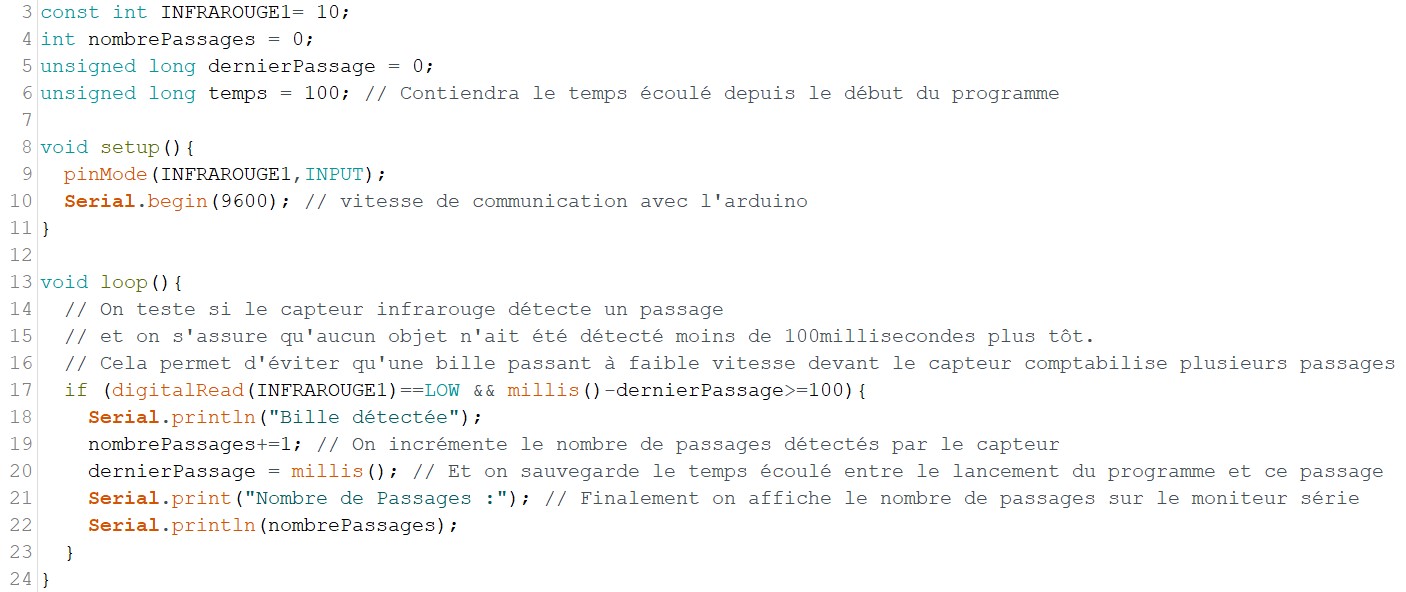 3 const int INFRAROUGE1= 10;
4 int nombrePassages = 0;
5 unsigned long dernierPassage = 0;
6 unsigned long temps = 100; // Contiendra le temps écoulé depuis le début du programme
7
8 void setup(){
9   pinMode(INFRAROUGE1,INPUT);
10   Serial.begin(9600); // vitesse de communication avec l'arduino
11 }
12
13 void loop(){
14   // On teste si le capteur infrarouge détecte un passage
15   // et on s'assure qu'aucun objet n'ait été détecté moins de 100millisecondes plus tôt.
16   // Cela permet d'éviter qu'une bille passant à faible vitesse devant le capteur comptabilise plusieurs passages
17   if (digitalRead(INFRAROUGE1)==LOW && millis()-dernierPassage>=100){
18     Serial.println("Bille détectée");
19     nombrePassages+=1; // On incrémente le nombre de passages détectés par le capteur
20     dernierPassage = millis(); // Et on sauvegarde le temps écoulé entre le lancement du programme et ce passage
21     Serial.print("Nombre de Passages :"); // Finalement on affiche le nombre de passages sur le moniteur série
22     Serial.println(nombrePassages);
23   }
24 }